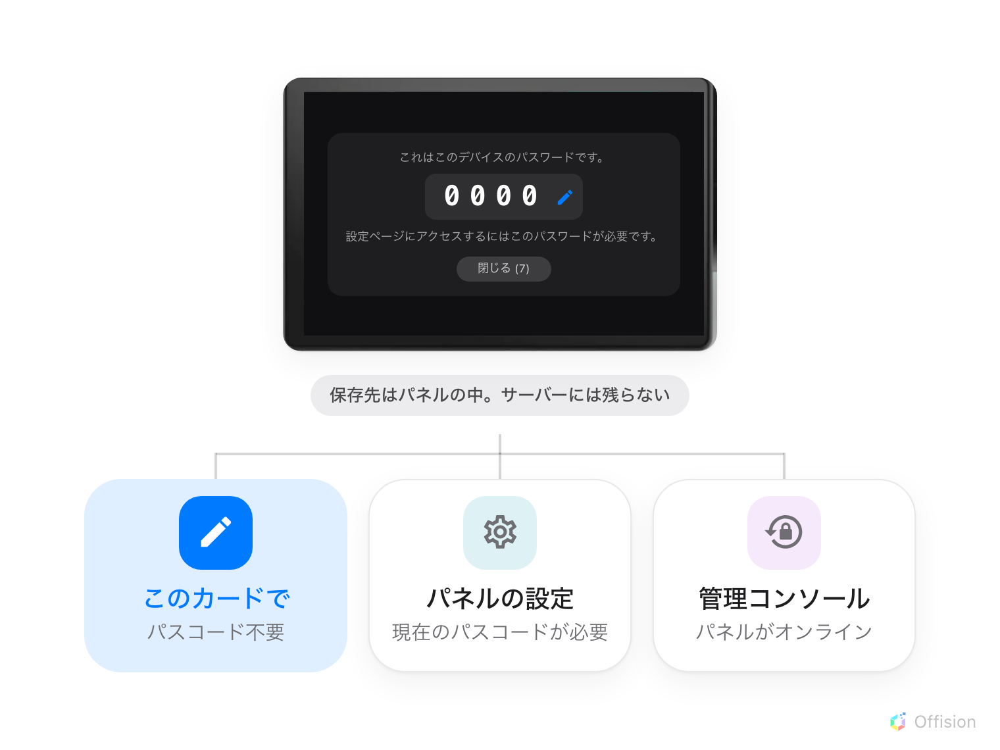 これはこのデバイスのパスワードです。
0000
設定ページにアクセスするにはこのパスワードが必要です。
閉じる (7)
保存先はパネルの中。サーバーには残らない
このカードで
パスコード不要
パネルの設定
現在のパスコードが必要
管理コンソール
パネルがオンライン
Offision